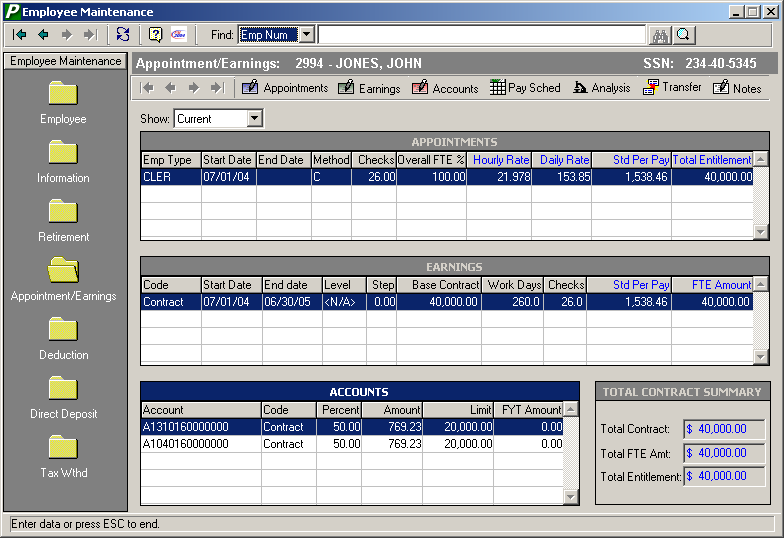 Employee Maintenance
Find: Emp Num
Employee Maintenance
Employee
Information
Retirement
Appointment/Earnings
Deduction
Direct Deposit
Tax Wthd
Appointment/Earnings: 2994 - JONES, JOHN SSN: 234-40-5345
Appointments Earnings Accounts Pay Sched Analysis Transfer Notes
Show: Current
APPOINTMENTS
Emp Type Start Date End Date Method Checks Overall FTE % Hourly Rate Daily Rate Std Per Pay Total Entitlement
CLER 07/01/04 C 26.00 100.00 21.978 153.85 1,538.46 40,000.00
EARNINGS
Code Start Date End date Level Step Base Contract Work Days Checks Std Per Pay FTE Amount
Contract 07/01/04 06/30/05 <N/A> 0.00 40,000.00 260.0 26.0 1,538.46 40,000.00
ACCOUNTS
Account Code Percent Amount Limit FYT Amount
A1310160000000 Contract 50.00 769.23 20,000.00 0.00
A1040160000000 Contract 50.00 769.23 20,000.00 0.00
TOTAL CONTRACT SUMMARY
Total Contract: $ 40,000.00
Total FTE Amt: $ 40,000.00
Total Entitlement: $ 40,000.00
Enter data or press ESC to end.